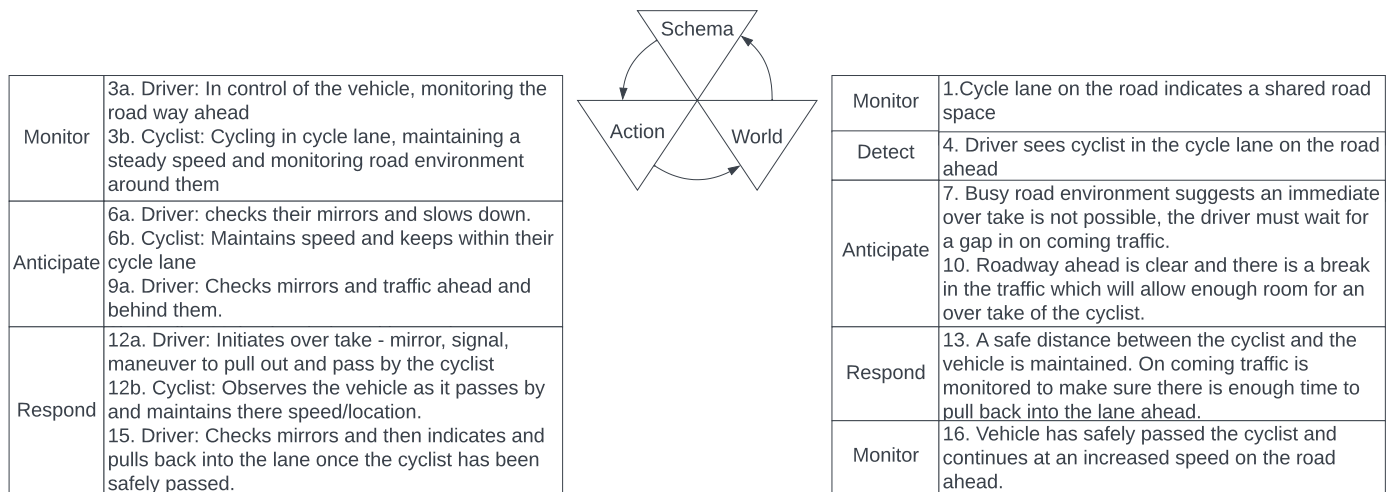 Schema
Action
World
Monitor
3a. Driver: In control of the vehicle, monitoring the
road way ahead
3b. Cyclist: Cycling in cycle lane, maintaining a
steady speed and monitoring road environment
around them
Anticipate
6a. Driver: checks their mirrors and slows down.
6b. Cyclist: Maintains speed and keeps within their
cycle lane
9a. Driver: Checks mirrors and traffic ahead and
behind them.
Respond
12a. Driver: Initiates over take - mirror, signal,
maneuver to pull out and pass by the cyclist
12b. Cyclist: Observes the vehicle as it passes by
and maintains there speed/location.
15. Driver: Checks mirrors and then indicates and
pulls back into the lane once the cyclist has been
safely passed.
Monitor
1.Cycle lane on the road indicates a shared road
space
Detect
4. Driver sees cyclist in the cycle lane on the road
ahead
Anticipate
7. Busy road environment suggests an immediate
over take is not possible, the driver must wait for
a gap in on coming traffic.
10. Roadway ahead is clear and there is a break
in the traffic which will allow enough room for an
over take of the cyclist.
Respond
13. A safe distance between the cyclist and the
vehicle is maintained. On coming traffic is
monitored to make sure there is enough time to
pull back into the lane ahead.
Monitor
16. Vehicle has safely passed the cyclist and
continues at an increased speed on the road
ahead.